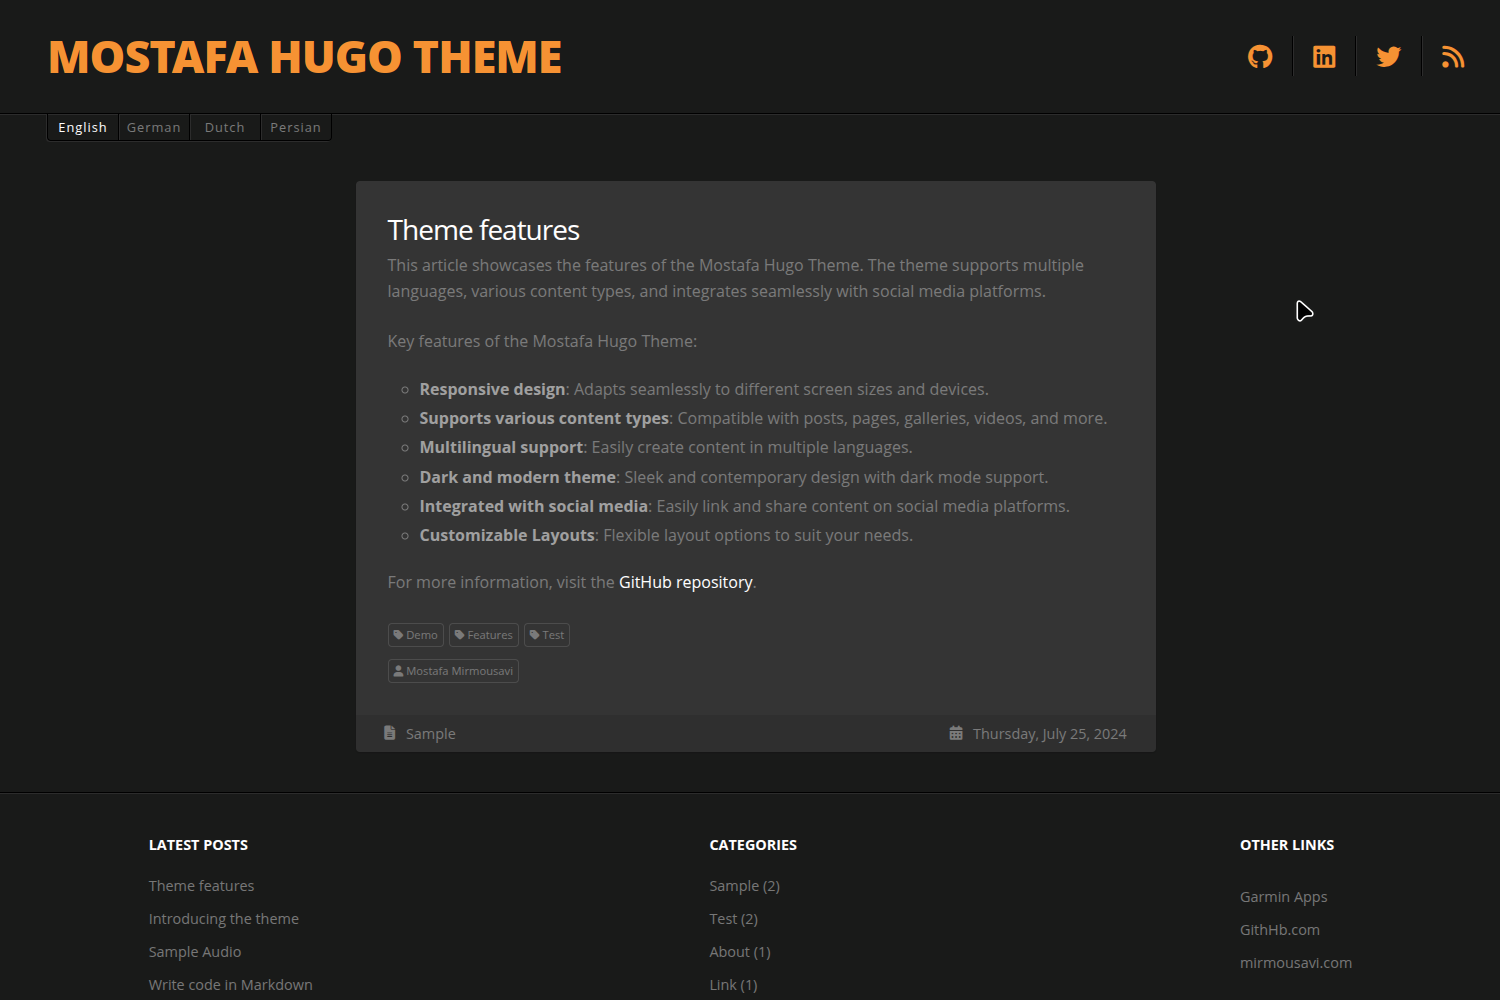 MOSTAFA HUGO THEME
English German Dutch Persian
Theme features
This article showcases the features of the Mostafa Hugo Theme. The theme supports multiple
languages, various content types, and integrates seamlessly with social media platforms.
Key features of the Mostafa Hugo Theme:
Responsive design: Adapts seamlessly to different screen sizes and devices.
Supports various content types: Compatible with posts, pages, galleries, videos, and more.
Multilingual support: Easily create content in multiple languages.
Dark and modern theme: Sleek and contemporary design with dark mode support.
Integrated with social media: Easily link and share content on social media platforms.
Customizable Layouts: Flexible layout options to suit your needs.
For more information, visit the GitHub repository.
Demo Features Test
Mostafa Mirmousavi
Sample Thursday, July 25, 2024
LATEST POSTS
Theme features
Introducing the theme
Sample Audio
Write code in Markdown
CATEGORIES
Sample (2)
Test (2)
About (1)
Link (1)
OTHER LINKS
Garmin Apps
GithHb.com
mirmousavi.com